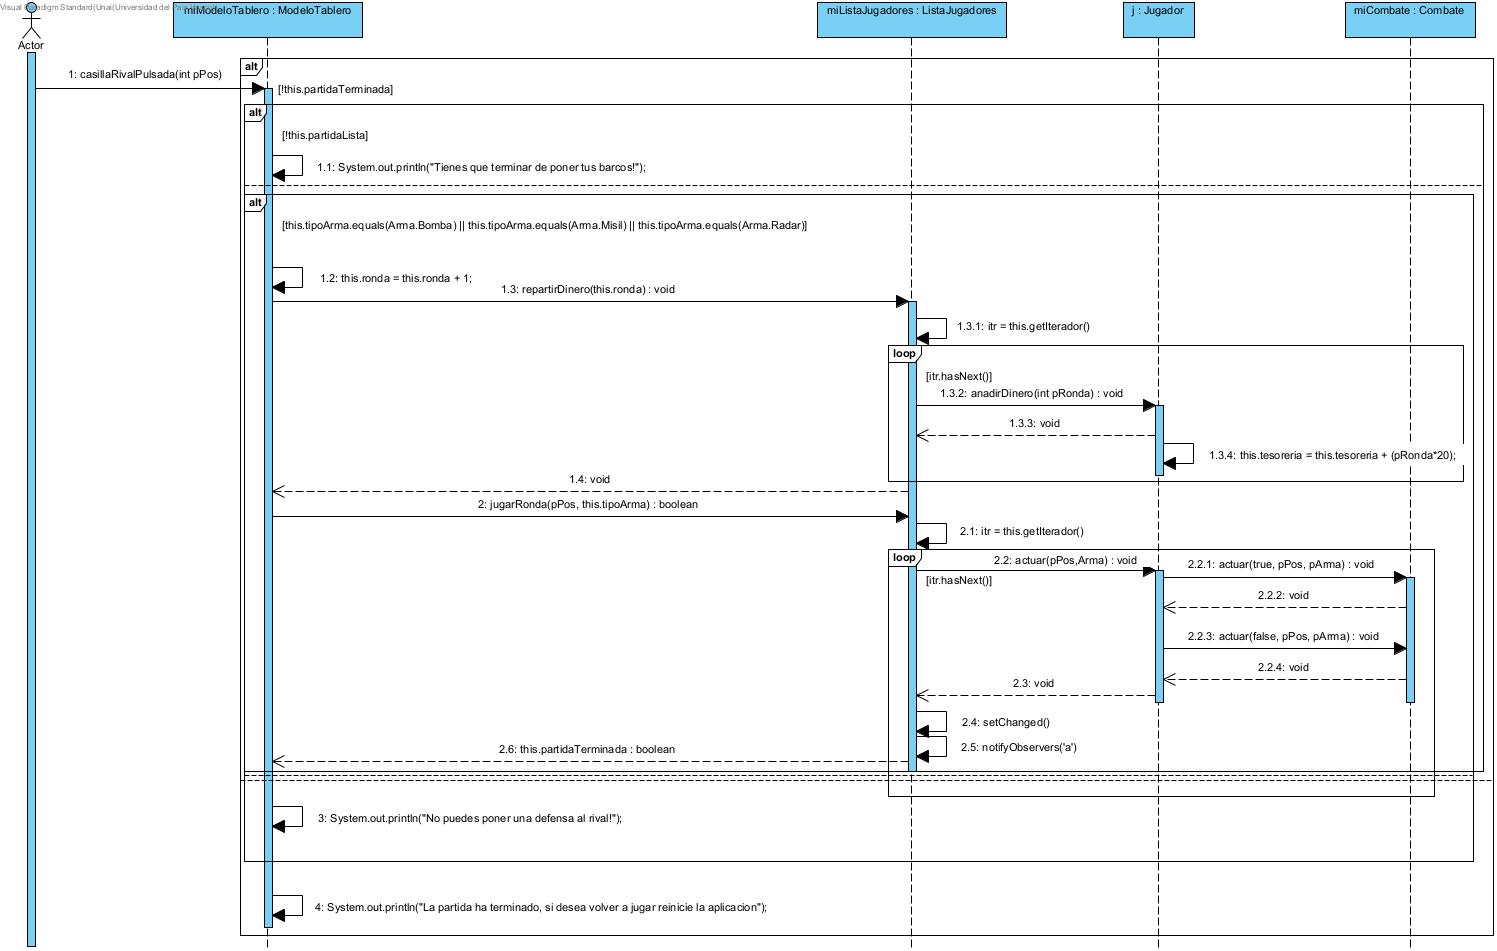 Visual Paradigm Standard(Unai(Universidad del Pais
miModeloTablero : ModeloTablero
miListaJugadores : ListaJugadores
j : Jugador
miCombate : Combate
Actor
alt
1: casillaRivalPulsada(int pPos)
[!this.partidaTerminada]
alt
[!this.partidaLista]
1.1: System.out.println("Tienes que terminar de poner tus barcos!");
alt
[this.tipoArma.equals(Arma.Bomba) || this.tipoArma.equals(Arma.Misil) || this.tipoArma.equals(Arma.Radar)]
1.2: this.ronda = this.ronda + 1;
1.3: repartirDinero(this.ronda) : void
1.3.1: itr = this.getIterador()
loop
[itr.hasNext()]
1.3.2: anadirDinero(int pRonda) : void
1.3.3: void
1.3.4: this.tesoreria = this.tesoreria + (pRonda*20);
1.4: void
2: jugarRonda(pPos, this.tipoArma) : boolean
2.1: itr = this.getIterador()
loop
2.2: actuar(pPos,Arma) : void
[itr.hasNext()]
2.2.1: actuar(true, pPos, pArma) : void
2.2.2: void
2.2.3: actuar(false, pPos, pArma) : void
2.2.4: void
2.3: void
2.4: setChanged()
2.5: notifyObservers('a')
2.6: this.partidaTerminada : boolean
3: System.out.println("No puedes poner una defensa al rival!");
4: System.out.println("La partida ha terminado, si desea volver a jugar reinicie la aplicacion");